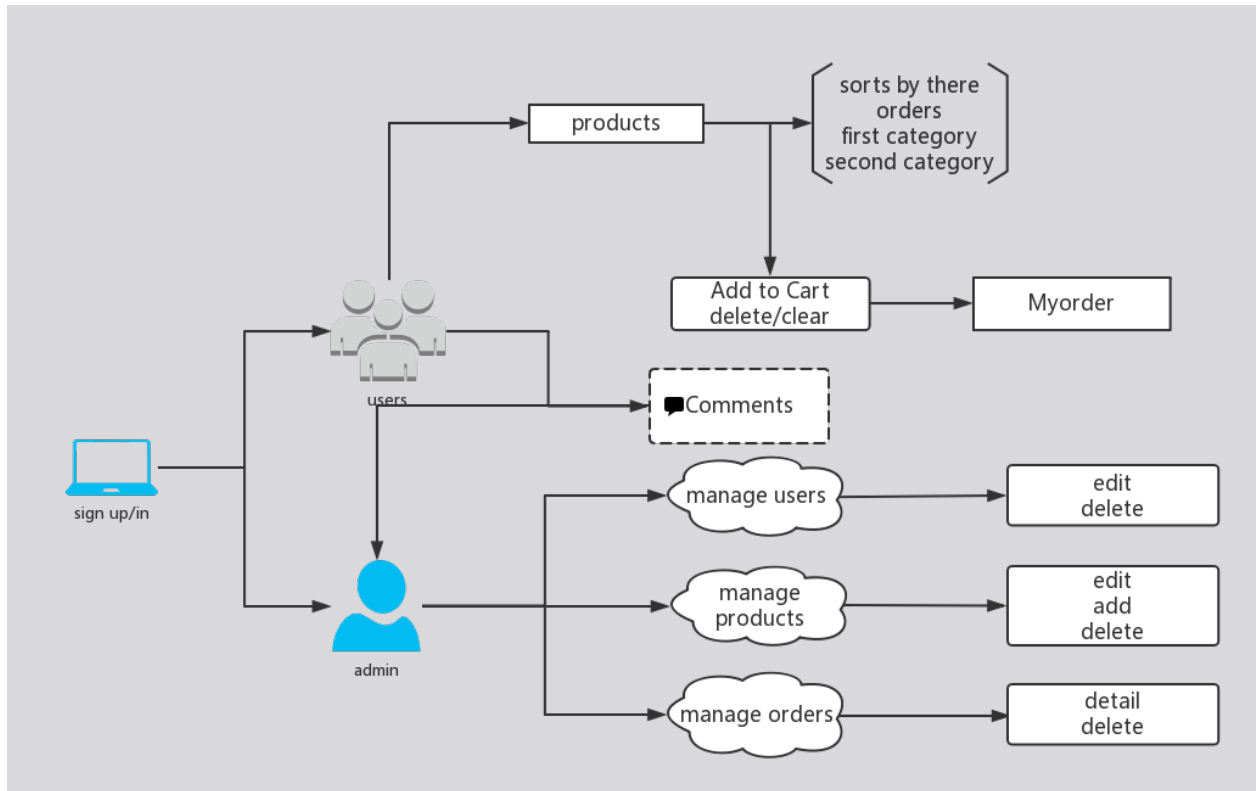 sorts by there
orders
first category
second category
products
Add to Cart
delete/clear
Myorder
users
Comments
sign up/in
manage users
edit
delete
manage
products
edit
add
delete
admin
manage orders
detail
delete